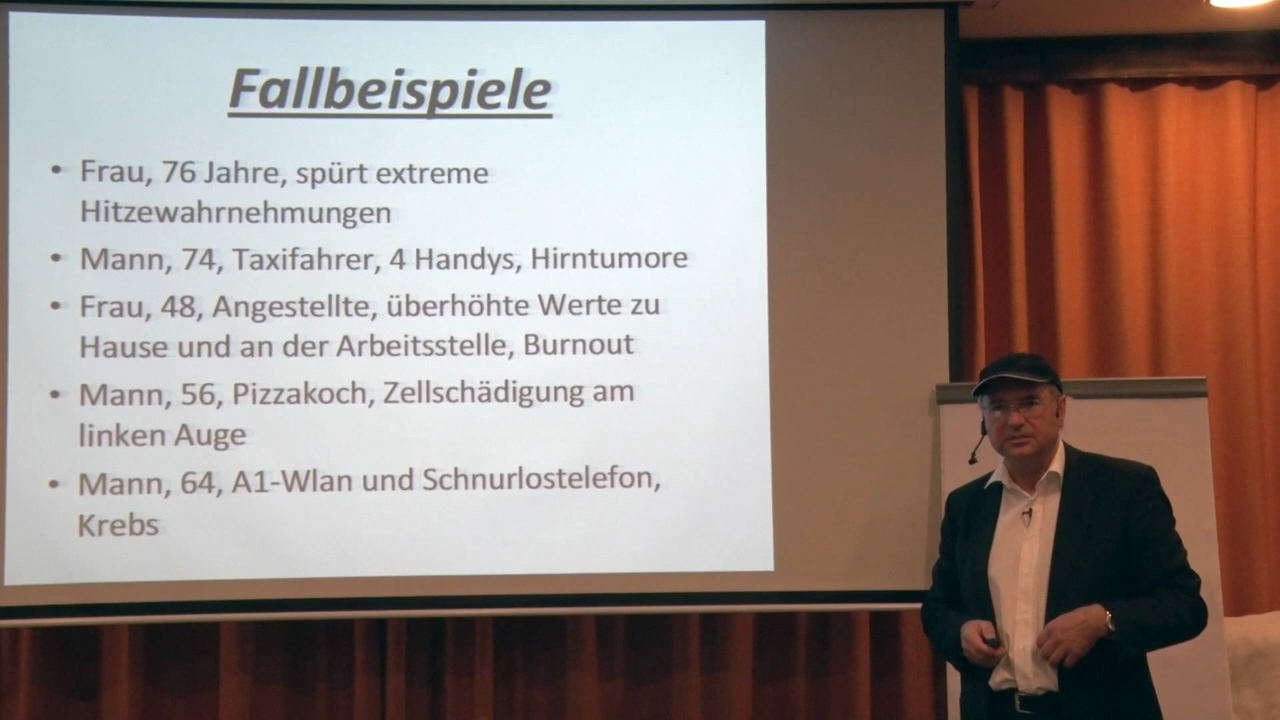 Fallbeispiele
• Frau, 76 Jahre, spürt extreme
Hitzewahrnehmungen
• Mann, 74, Taxifahrer, 4 Handys, Hirntumore
• Frau, 48, Angestellte, überhöhte Werte zu
Hause und an der Arbeitsstelle, Burnout
• Mann, 56, Pizzakoch, Zellschädigung am
linken Auge
• Mann, 64, A1-Wlan und Schnurlostelefon,
Krebs